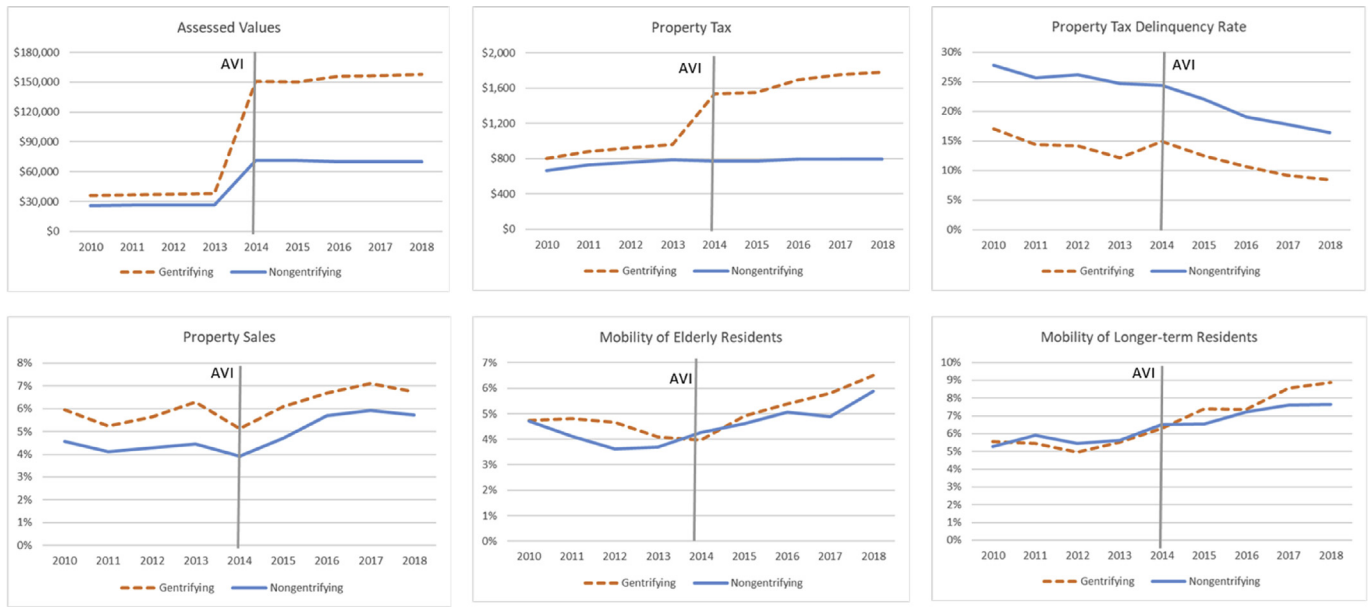 Assessed Values
$180,000
$150,000
$120,000
$90,000
$60,000
$30,000
$0
AVI
2010 2011 2012 2013 2014 2015 2016 2017 2018
Gentrifying Nongentrifying
Property Tax
$2,000
$1,600
$1,200
$800
$400
$0
AVI
2010 2011 2012 2013 2014 2015 2016 2017 2018
Gentrifying Nongentrifying
Property Tax Delinquency Rate
30%
25%
20%
15%
10%
5%
0%
AVI
2010 2011 2012 2013 2014 2015 2016 2017 2018
Gentrifying Nongentrifying
Property Sales
8%
7%
6%
5%
4%
3%
2%
1%
0%
AVI
2010 2011 2012 2013 2014 2015 2016 2017 2018
Gentrifying Nongentrifying
Mobility of Elderly Residents
7%
6%
5%
4%
3%
2%
1%
0%
AVI
2010 2011 2012 2013 2014 2015 2016 2017 2018
Gentrifying Nongentrifying
Mobility of Longer-term Residents
10%
9%
8%
7%
6%
5%
4%
3%
2%
1%
0%
AVI
2010 2011 2012 2013 2014 2015 2016 2017 2018
Gentrifying Nongentrifying